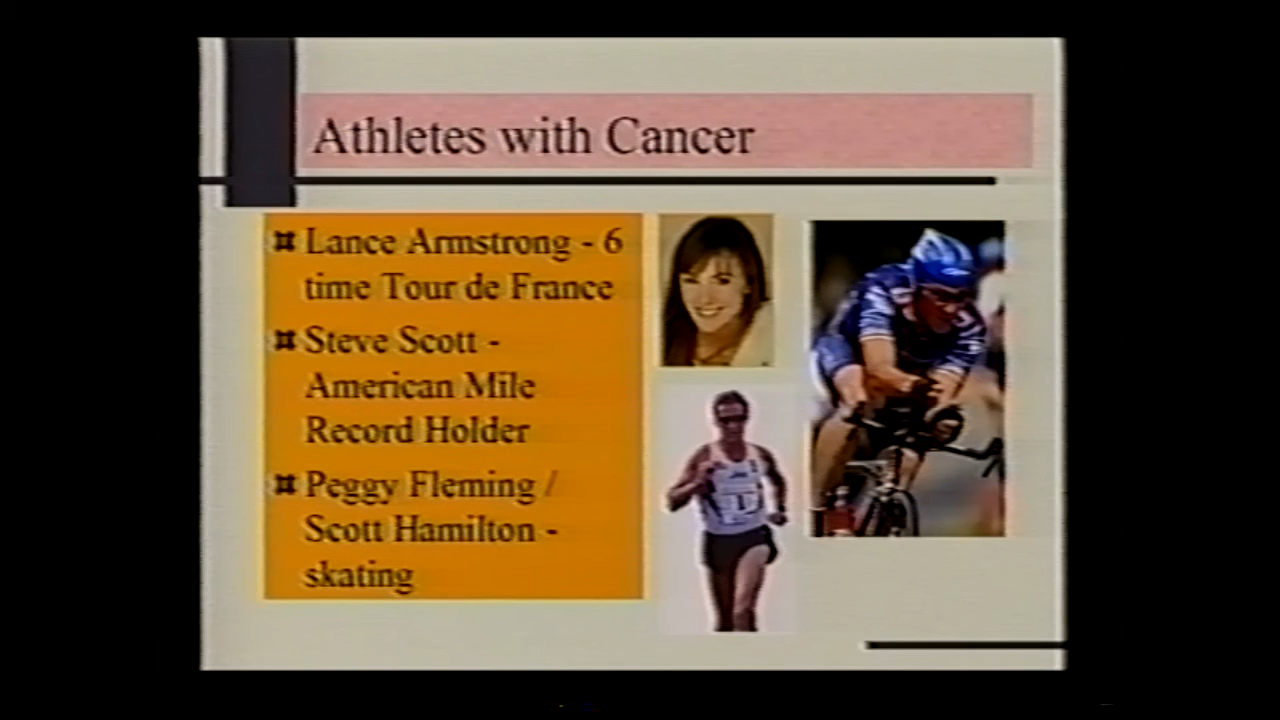 Athletes with Cancer
Lance Armstrong - 6
time Tour de France
Steve Scott -
American Mile
Record Holder
Peggy Fleming /
Scott Hamilton -
skating